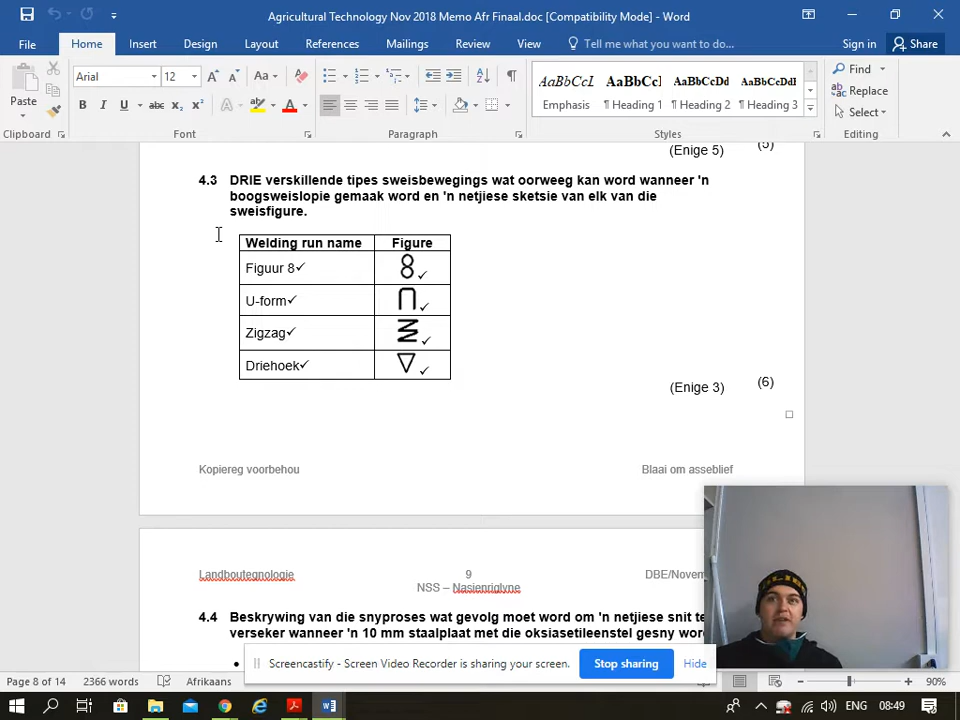 Agricultural Technology Nov 2018 Memo Afr Finaal.doc [Compatibility Mode] - Word
File Home Insert Design Layout References Mailings Review View Tell me what you want to do... Sign in Share
Paste
Arial 12 Aa
B I U abc x₂ x² A A
AaBbCcL AaBbCcI AaBbCcDd AaBbCcDdI
Emphasis ¶ Heading 1 ¶ Heading 2 ¶ Heading 3
Find
Replace
Select
Clipboard Font Paragraph Styles Editing
(Enige 5) (5)
4.3 DRIE verskillende tipes sweisbewegings wat oorweeg kan word wanneer 'n
boogsweislopie gemaak word en 'n netjiese sketsie van elk van die
sweisfigure.
Welding run name Figure
Figuur 8✓ 8✓
U-form✓ ✓
Zigzag✓ ✓
Driehoek✓ ✓
(Enige 3) (6)
Kopiereg voorbehou Blaai om asseblief
Landboutegnologie 9 DBE/Novem
NSS – Nasienriglyne
4.4 Beskrywing van die snyproses wat gevolg moet word om 'n netjiese snit te
verseker wanneer 'n 10 mm staalplaat met die oksiasetileenstel gesny wor
Screencastify - Screen Video Recorder is sharing your screen. Stop sharing Hide
Page 8 of 14 2366 words Afrikaans 90%
ENG 08:49